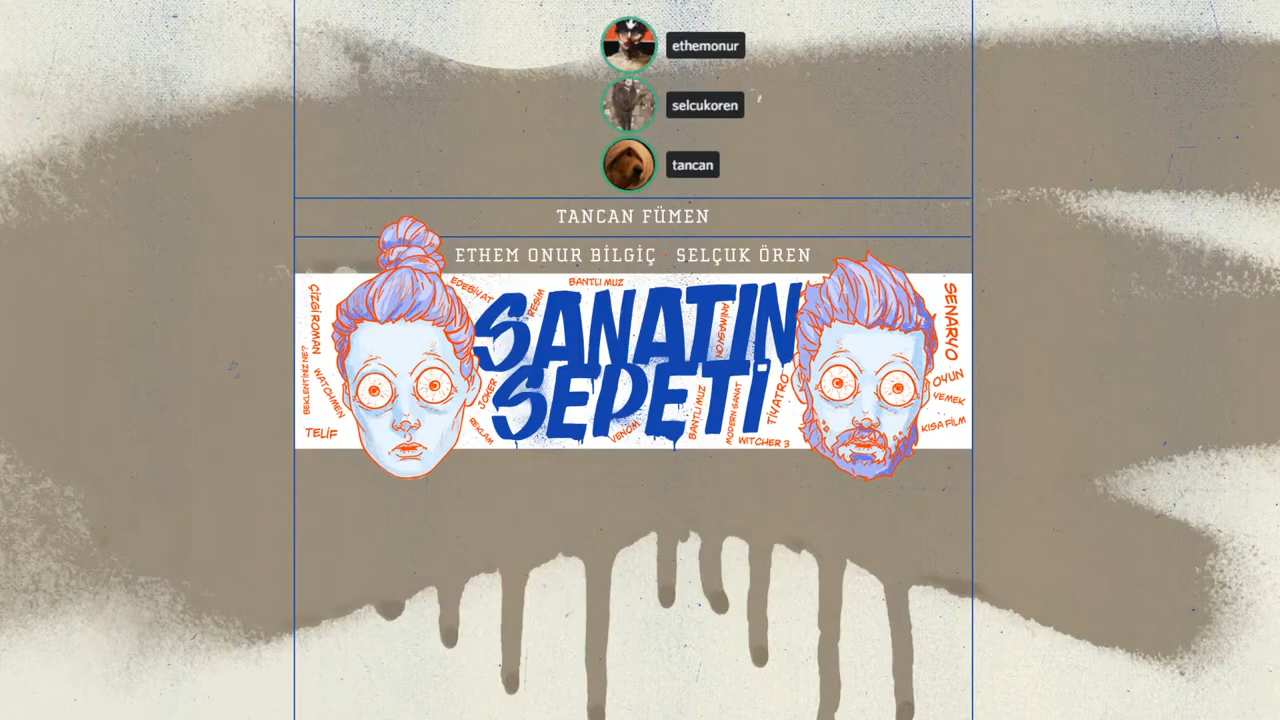 ethemonur
selcukoren
tancan
TANCAN FÜMEN
ETHEM ONUR BİLGİÇ · SELÇUK ÖREN
SANATIN
SEPETİ
ÇİZGİ ROMAN
BEKLENTİNİZ NE?
WATCHMEN
TELİF
EDEBİYAT
RESİM
BANTLI MUZ
ANİMASYON
JOKER
REKLAM
VENOM
BANTLI MUZ
MODERN SANAT
TİYATRO
WITCHER 3
SENARYO
OYUN
YEMEK
KISA FİLM